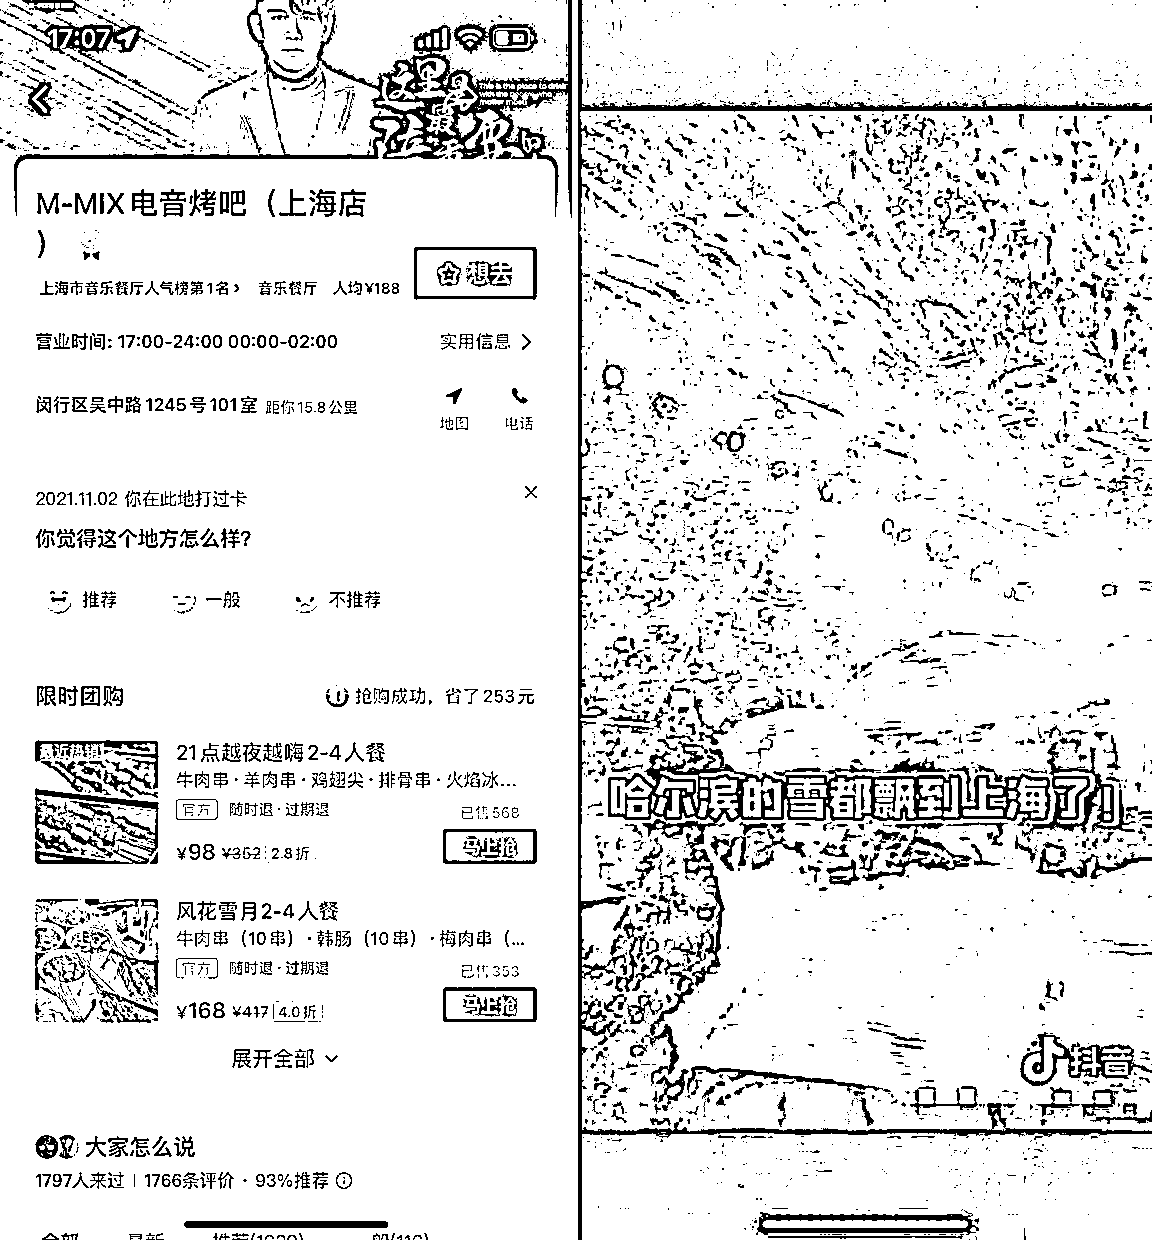 17:07
这里是
M-MIX电音烤吧（上海店
）
想去
上海市音乐餐厅人气榜第1名› 音乐餐厅 人均¥188
营业时间: 17:00-24:00 00:00-02:00
实用信息
闵行区吴中路1245号101室 距你15.8公里
地图 电话
2021.11.02 你在此地打过卡
你觉得这个地方怎么样?
推荐 一般 不推荐
限时团购
抢购成功，省了253元
最近热销
21点越夜越嗨2-4人餐
牛肉串·羊肉串·鸡翅尖·排骨串·火焰冰...
官方 随时退·过期退
已售568
¥98 ¥352 2.8折
马上抢
风花雪月2-4人餐
牛肉串（10串）·韩肠（10串）·梅肉串（...
官方 随时退·过期退
已售353
¥168 ¥417 4.0折
马上抢
展开全部
大家怎么说
1797人来过 | 1766条评价 · 93%推荐
哈尔滨的雪都飘到上海了」
抖音